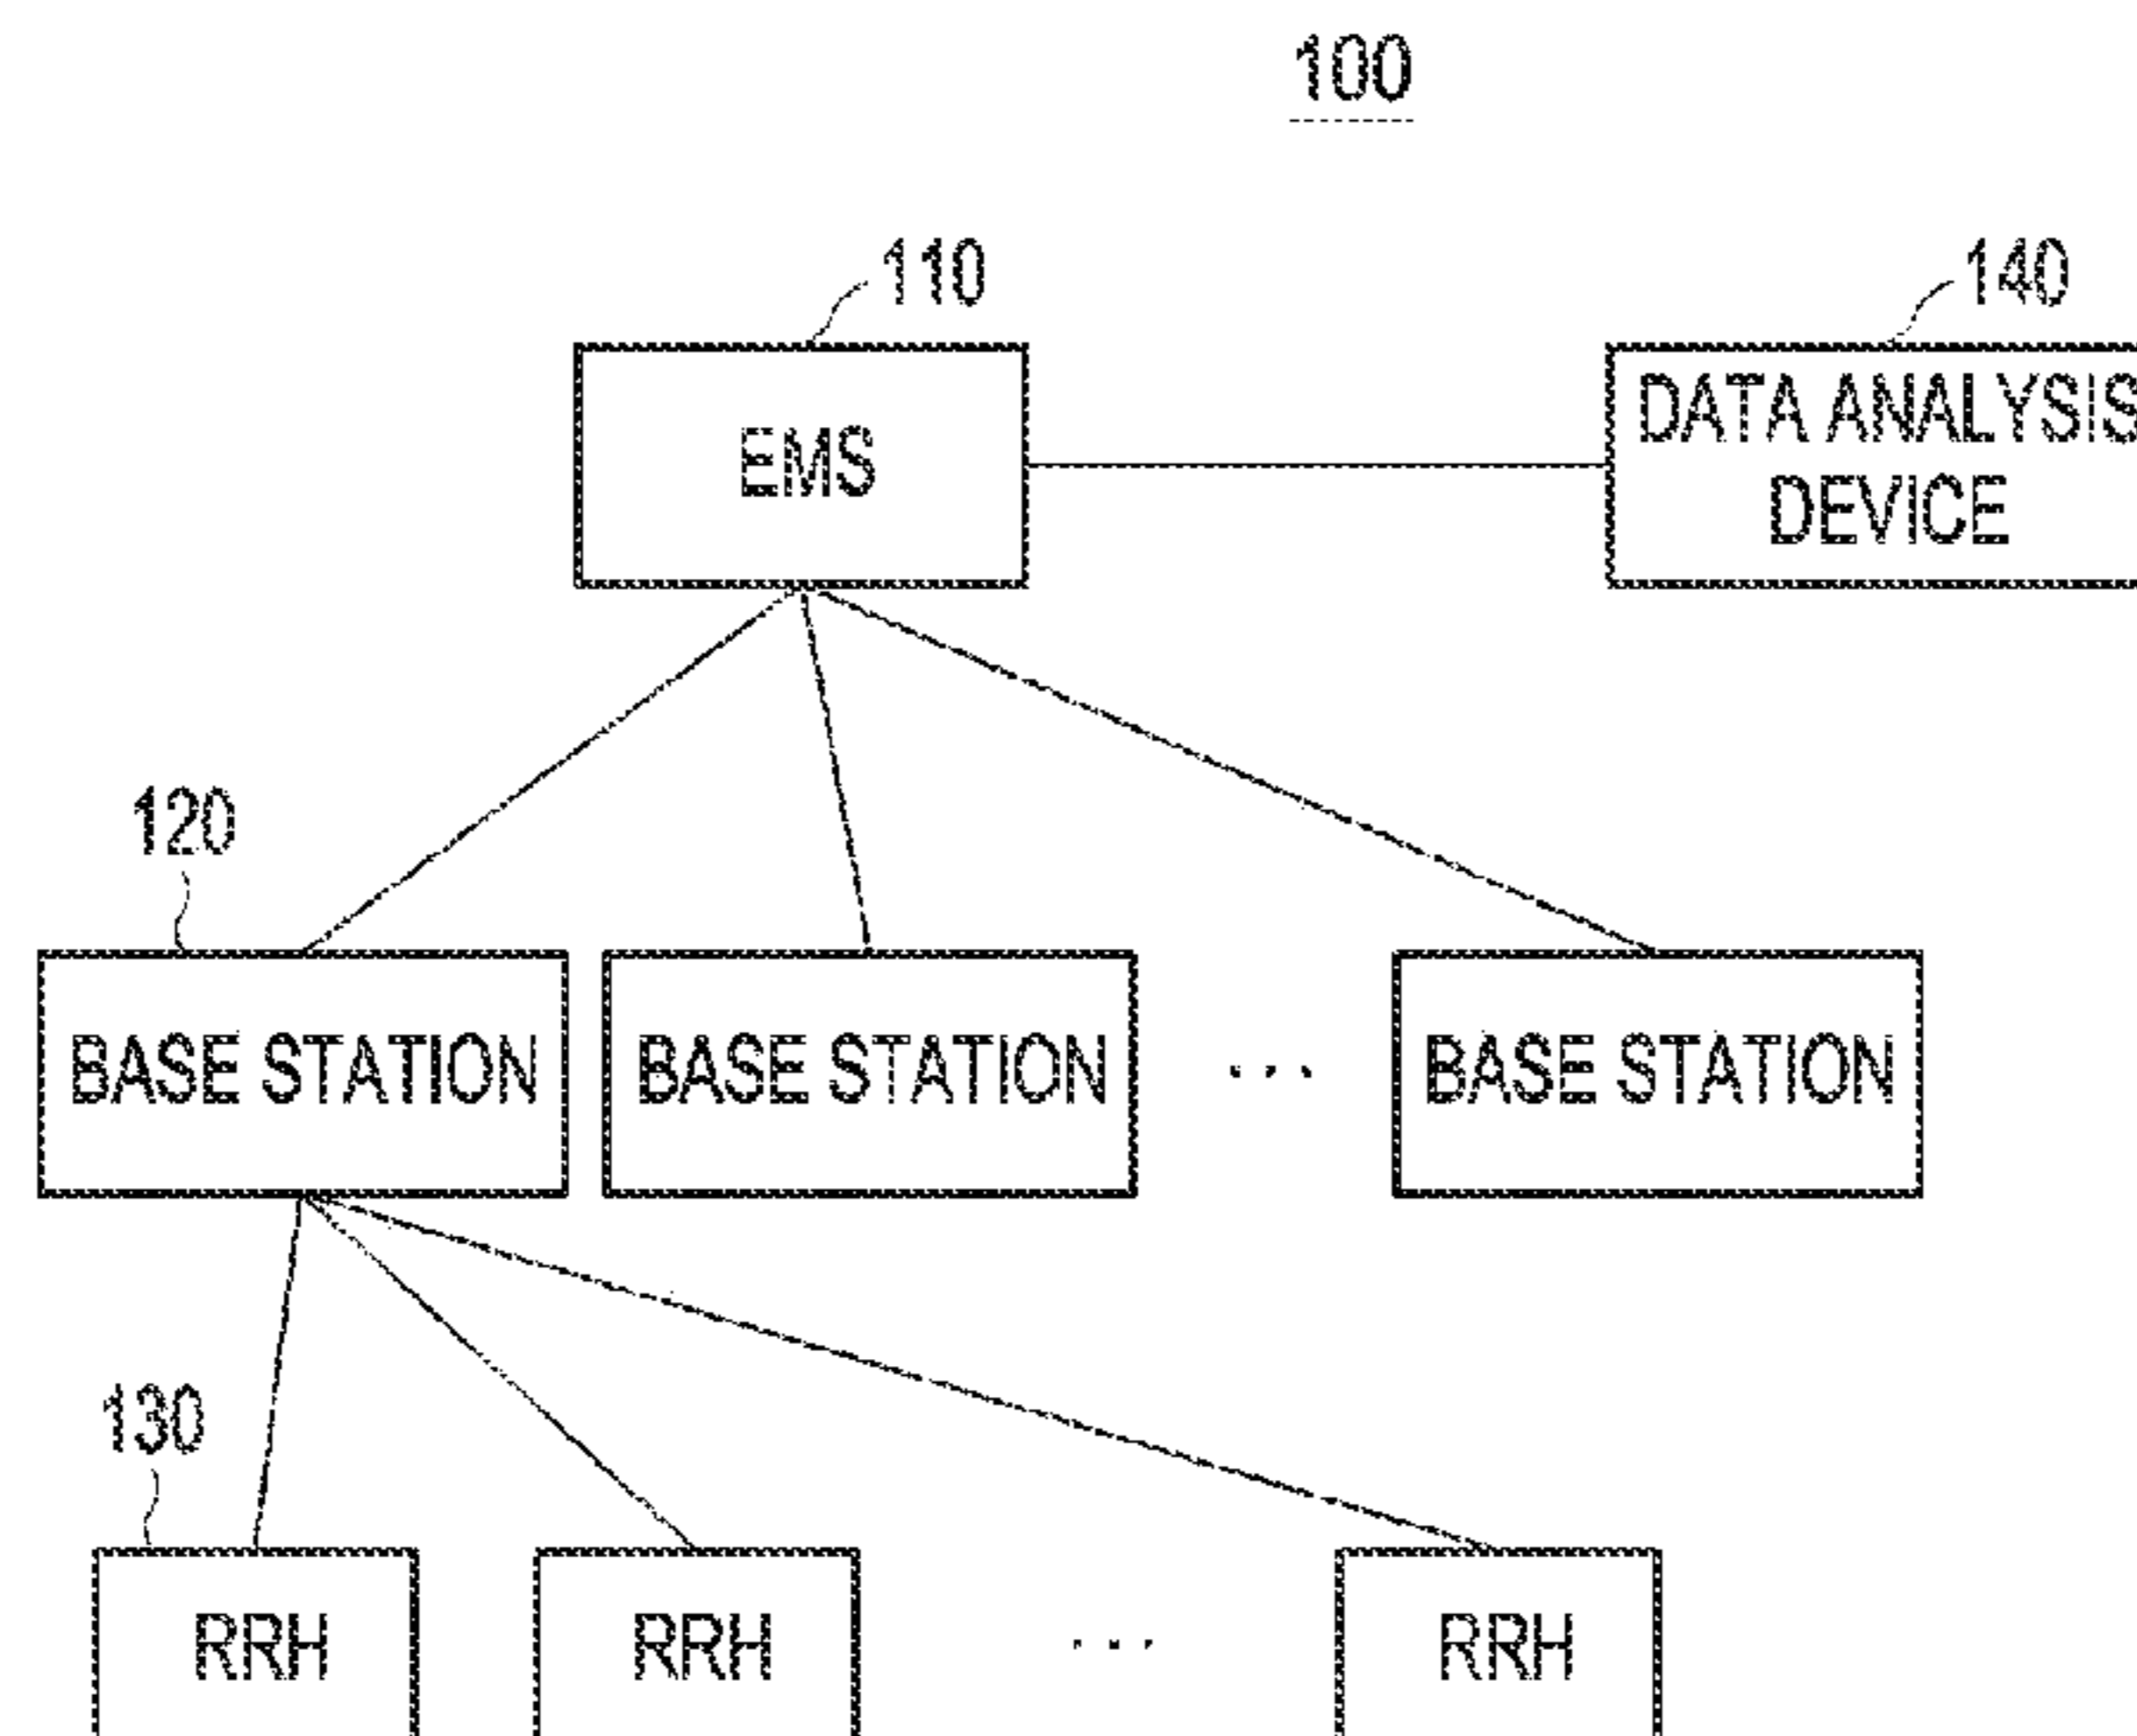 100
110
140
EMS
DATA ANALYSIS
DEVICE
120
BASE STATION
BASE STATION
...
BASE STATION
130
RRH
RRH
...
RRH